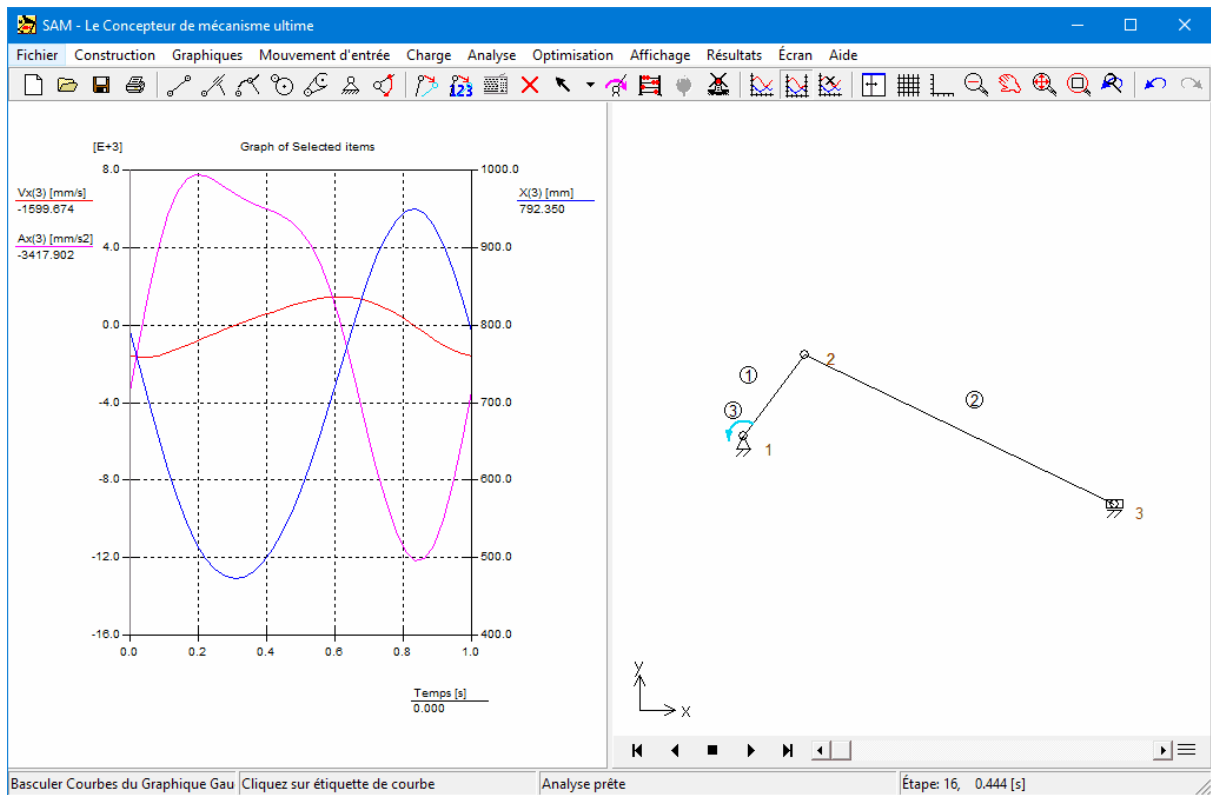 SAM - Le Concepteur de mécanisme ultime
Fichier Construction Graphiques Mouvement d'entrée Charge Analyse Optimisation Affichage Résultats Écran Aide
123
[E+3] Graph of Selected items
8.0 1000.0
Vx(3) [mm/s] X(3) [mm]
-1599.674 792.350
Ax(3) [mm/s2]
4.0 900.0
-3417.902
0.0 800.0
-4.0 700.0
-8.0 600.0
-12.0 500.0
-16.0 400.0
0.0 0.2 0.4 0.6 0.8 1.0
Temps [s]
0.000
2
1
2
3
1
3
Y
X
Basculer Courbes du Graphique Gau Cliquez sur étiquette de courbe Analyse prête Étape: 16, 0.444 [s]